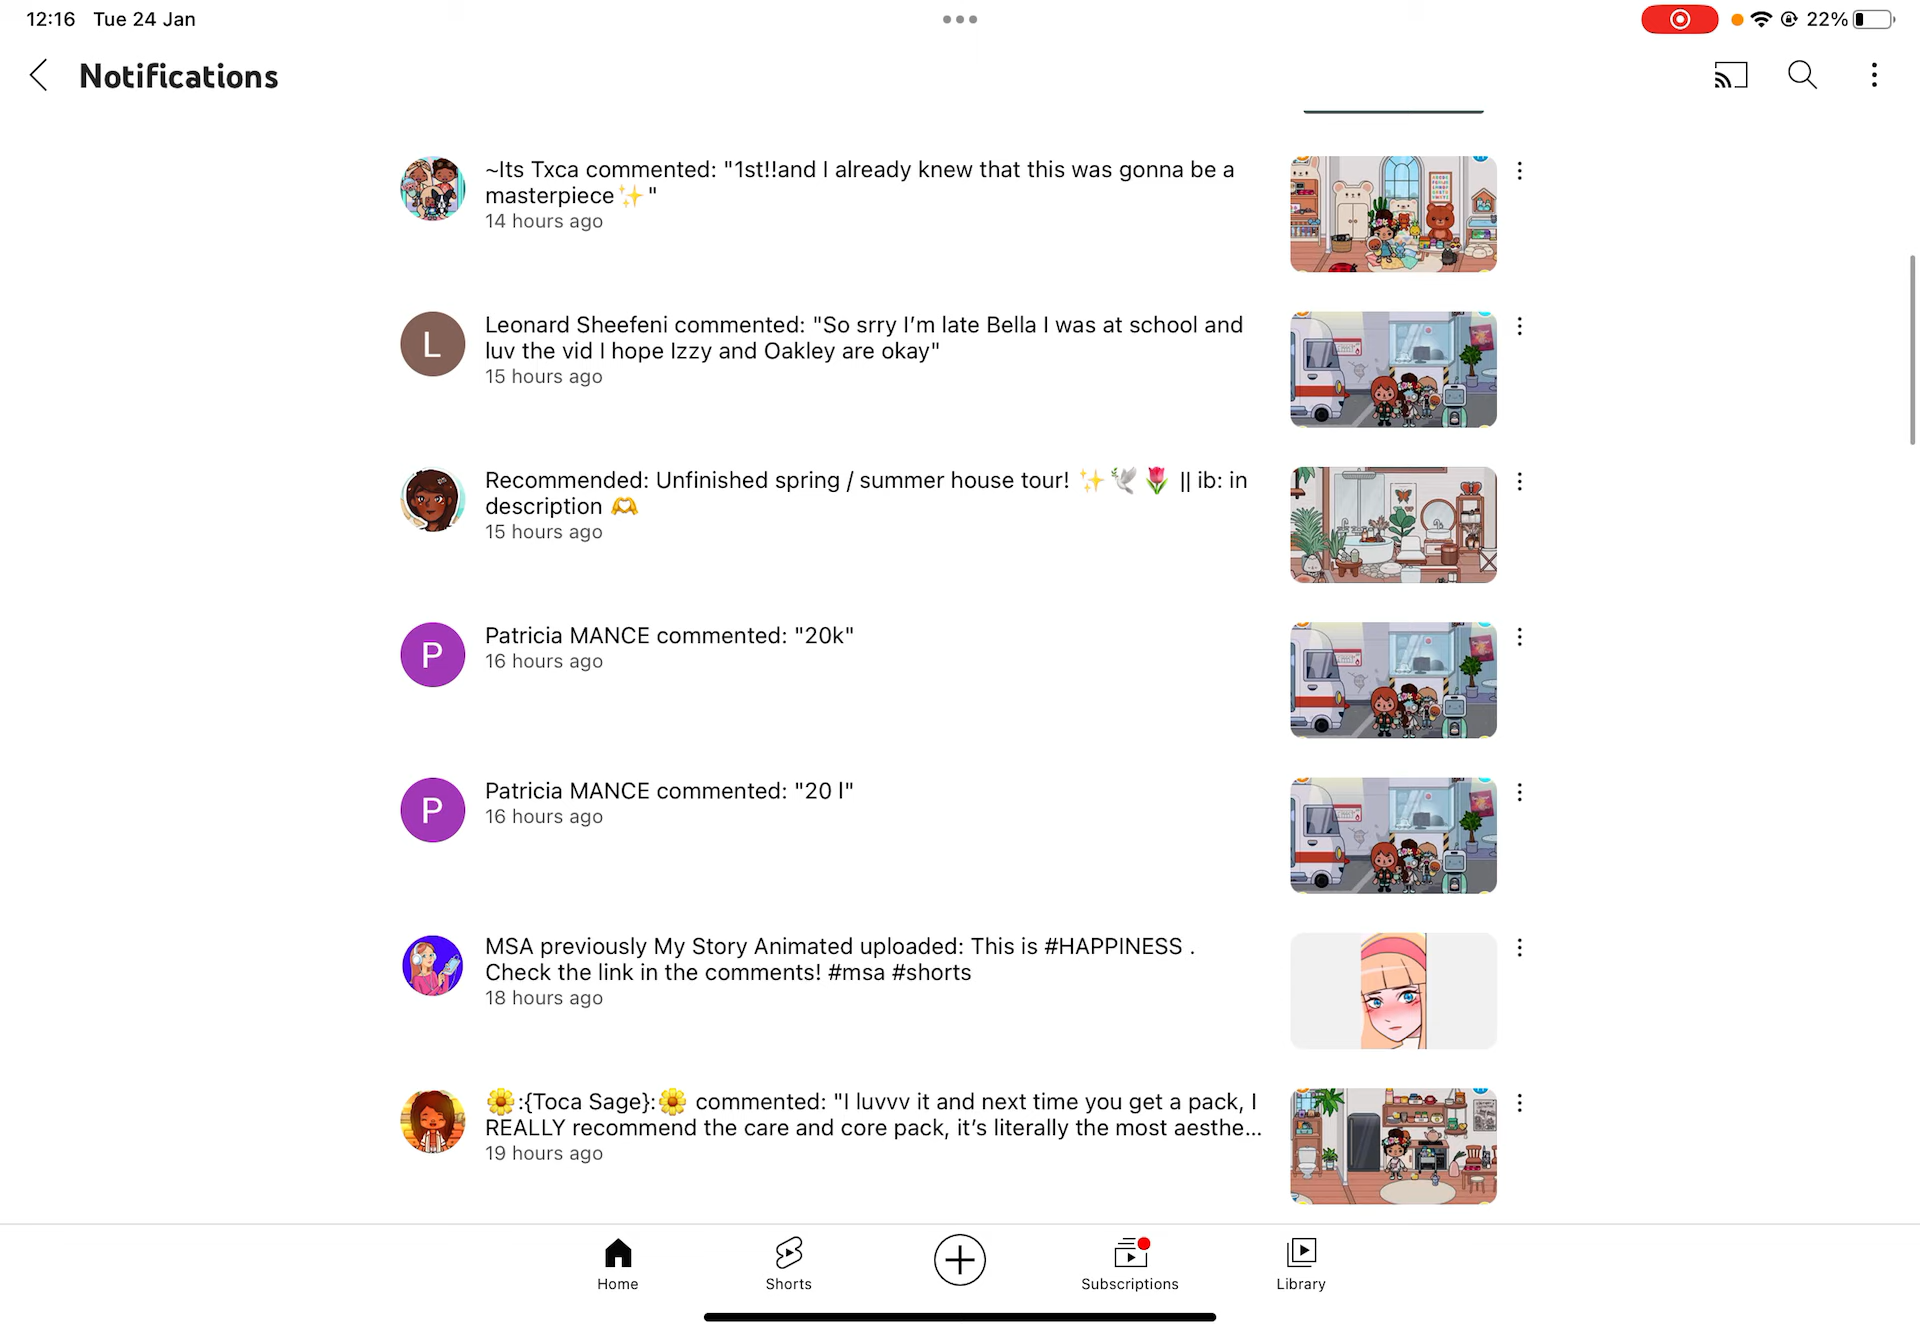 12:16 Tue 24 Jan
22%
Notifications
~Its Txca commented: "1st!!and I already knew that this was gonna be a
masterpiece✨"
14 hours ago
L
Leonard Sheefeni commented: "So srry I’m late Bella I was at school and
luv the vid I hope Izzy and Oakley are okay"
15 hours ago
Recommended: Unfinished spring / summer house tour! ✨🕊🌷 || ib: in
description 🫶
15 hours ago
P
Patricia MANCE commented: "20k"
16 hours ago
P
Patricia MANCE commented: "20 l"
16 hours ago
MSA previously My Story Animated uploaded: This is #HAPPINESS .
Check the link in the comments! #msa #shorts
18 hours ago
🌼:{Toca Sage}:🌼 commented: "I luvvv it and next time you get a pack, I
REALLY recommend the care and core pack, it’s literally the most aesthe...
19 hours ago
Home
Shorts
Subscriptions
Library